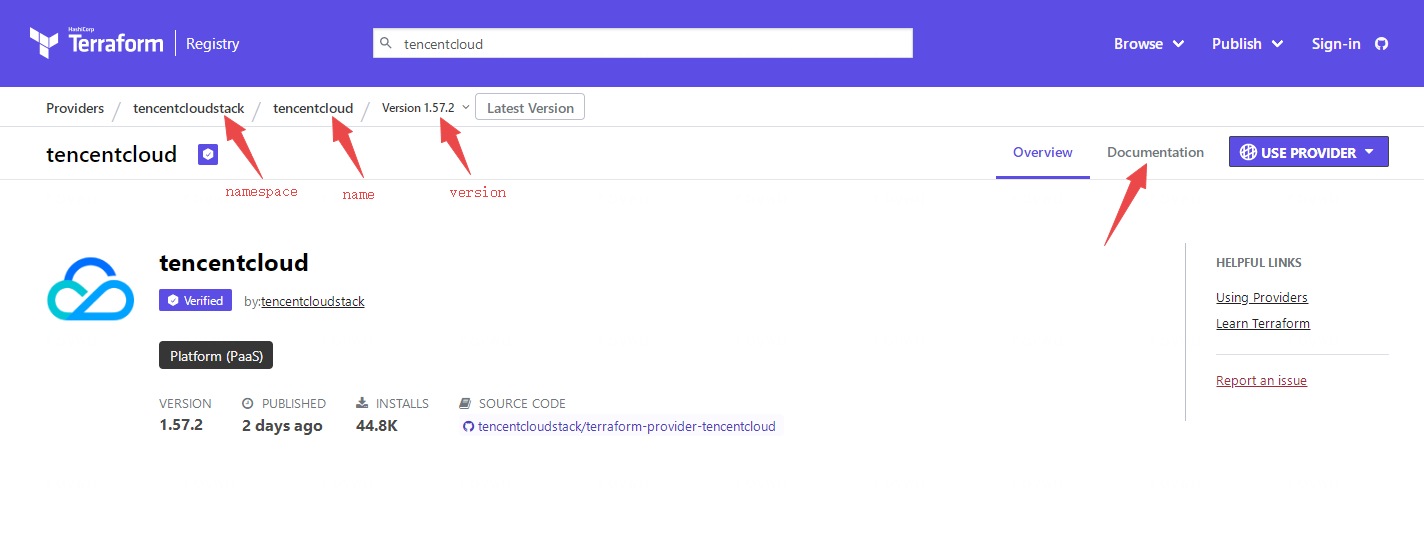 HashiCorp
Terraform Registry tencentcloud Browse Publish Sign-in
Providers / tencentcloudstack / tencentcloud / Version 1.57.2 Latest Version
tencentcloud Overview Documentation USE PROVIDER
namespace name version
tencentcloud
Verified by:tencentcloudstack
Platform (PaaS)
VERSION PUBLISHED INSTALLS SOURCE CODE
1.57.2 2 days ago 44.8K tencentcloudstack/terraform-provider-tencentcloud
HELPFUL LINKS
Using Providers
Learn Terraform
Report an issue